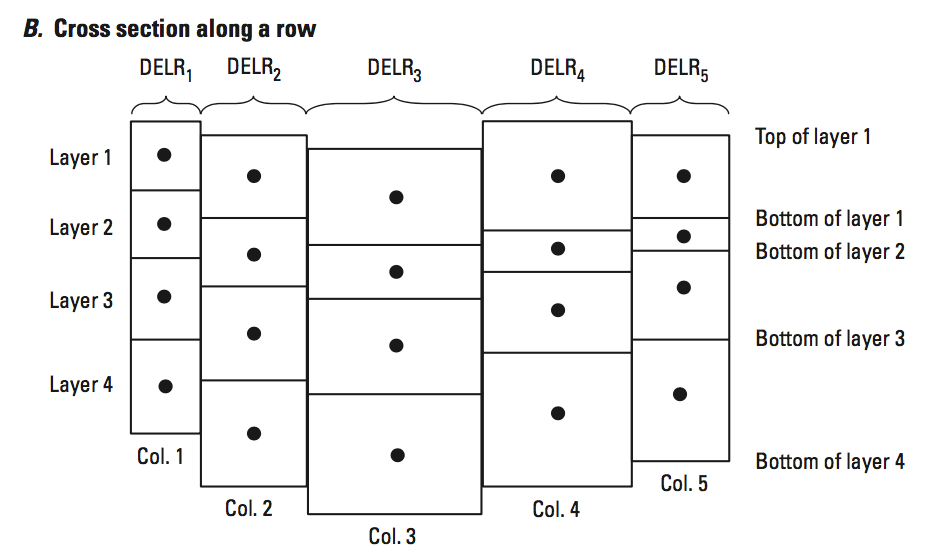 B. Cross section along a row
DELR1 DELR2 DELR3 DELR4 DELR5
Top of layer 1
Layer 1
Bottom of layer 1
Layer 2
Bottom of layer 2
Layer 3
Bottom of layer 3
Layer 4
Col. 1
Bottom of layer 4
Col. 5
Col. 2
Col. 4
Col. 3